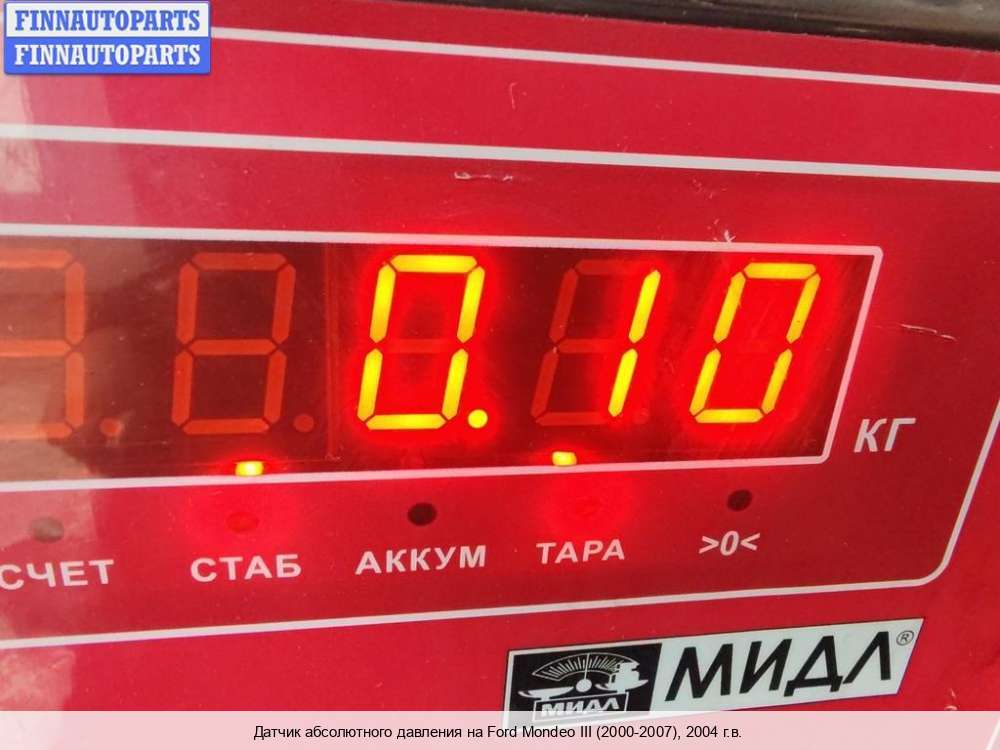 FINNAUTOPARTS
FINNAUTOPARTS
0.10
КГ
СЧЕТ СТАБ АККУМ ТАРА >0<
МИДЛ МИДЛ®
Датчик абсолютного давления на Ford Mondeo III (2000-2007), 2004 г.в.